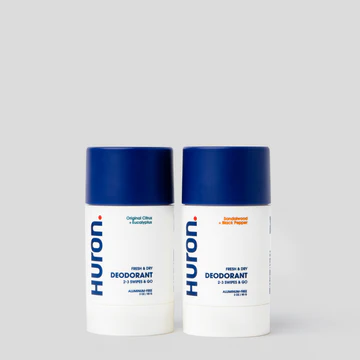 Huron.
Original Citrus
+ Eucalyptus
FRESH & DRY
DEODORANT
2-3 SWIPES & GO
ALUMINUM-FREE
Huron.
Sandalwood
+ Black Pepper
FRESH & DRY
DEODORANT
2-3 SWIPES & GO
ALUMINUM-FREE